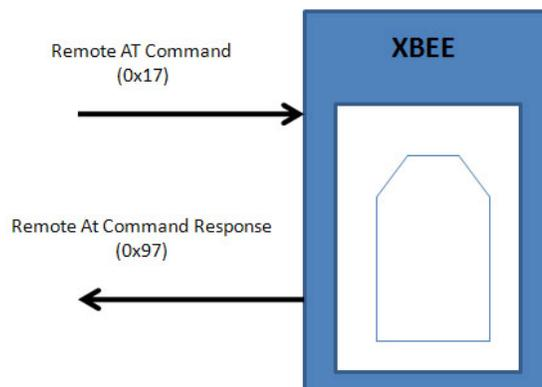 Remote AT Command
(0x17)
XBEE
Remote At Command Response
(0x97)